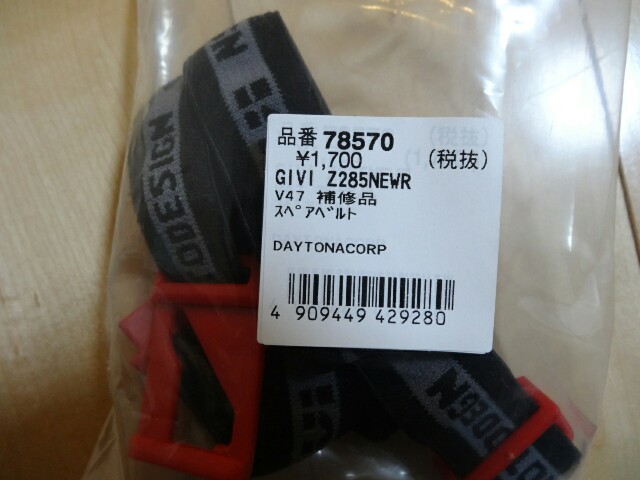 品番 78570
¥1,700 (税抜)
GIVI Z285NEWR
V47 補修品
スペアベルト
DAYTONACORP
4 909449 429280
DESIGN